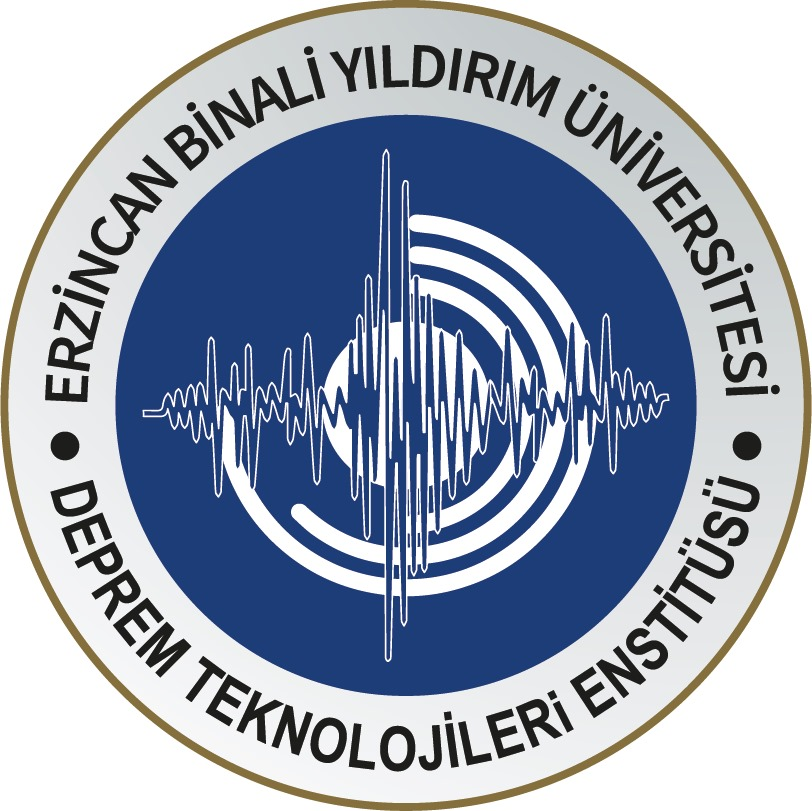 ERZİNCAN BİNALİ YILDIRIM ÜNİVERSİTESİ
DEPREM TEKNOLOJİLERİ ENSTİTÜSÜ